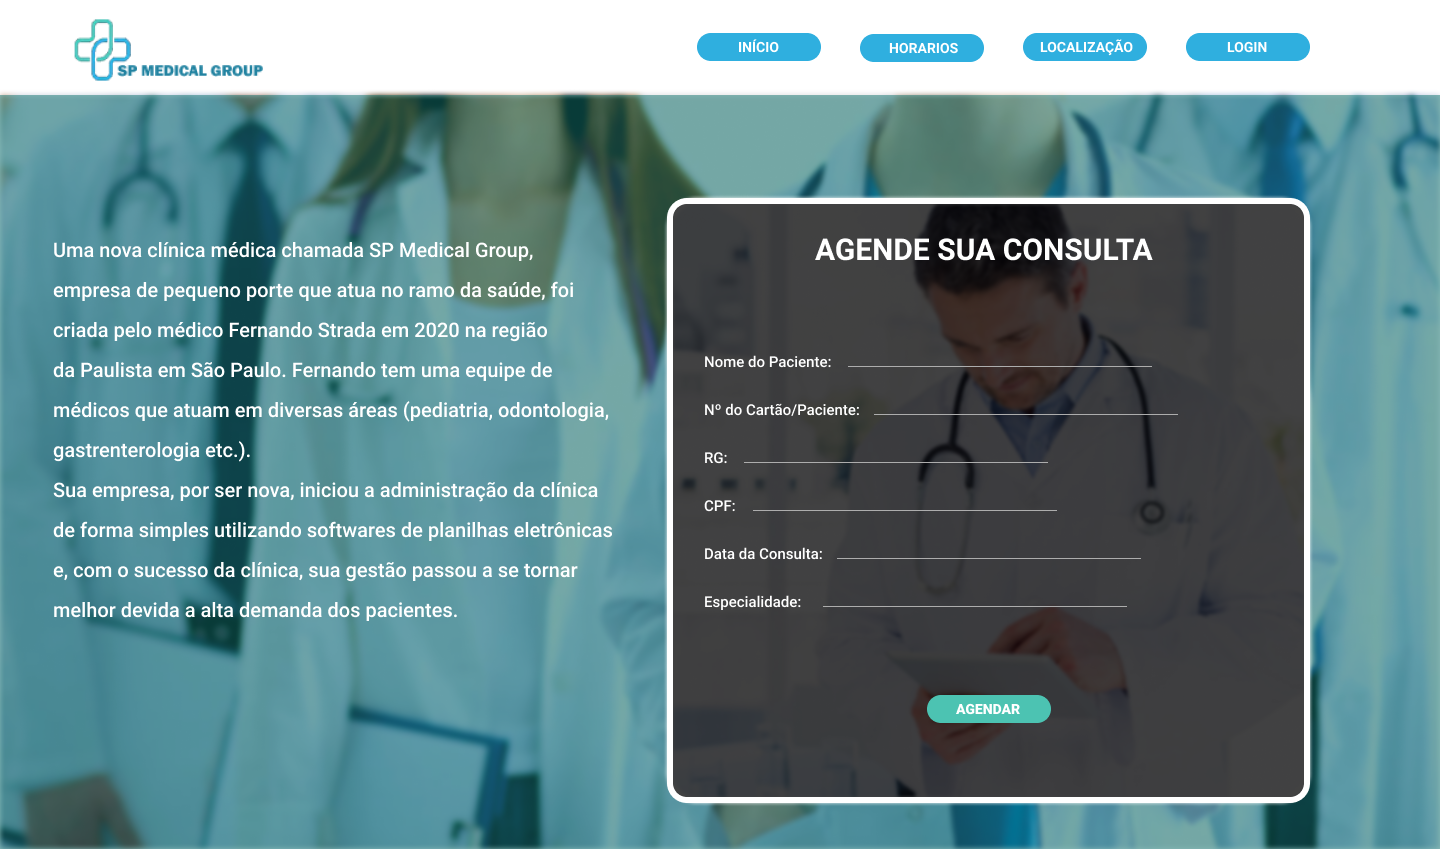 SP MEDICAL GROUP
INÍCIO
HORARIOS
LOCALIZAÇÃO
LOGIN
Uma nova clínica médica chamada SP Medical Group,
empresa de pequeno porte que atua no ramo da saúde, foi
criada pelo médico Fernando Strada em 2020 na região
da Paulista em São Paulo. Fernando tem uma equipe de
médicos que atuam em diversas áreas (pediatria, odontologia,
gastrenterologia etc.).
Sua empresa, por ser nova, iniciou a administração da clínica
de forma simples utilizando softwares de planilhas eletrônicas
e, com o sucesso da clínica, sua gestão passou a se tornar
melhor devida a alta demanda dos pacientes.
AGENDE SUA CONSULTA
Nome do Paciente:
Nº do Cartão/Paciente:
RG:
CPF:
Data da Consulta:
Especialidade:
AGENDAR